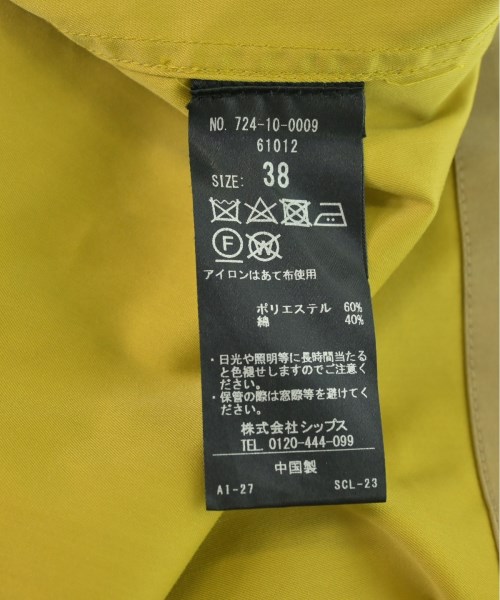 NO. 724-10-0009
61012
SIZE: 38
F W
アイロンはあて布使用
ポリエステル 60%
綿 40%
・日光や照明等に長時間当たる
と色褪せしますのでご注意く
ださい。
・保管の際は窓際等を避けてく
ださい。
株式会社シップス
TEL. 0120-444-099
中国製
A1-27 SCL-23